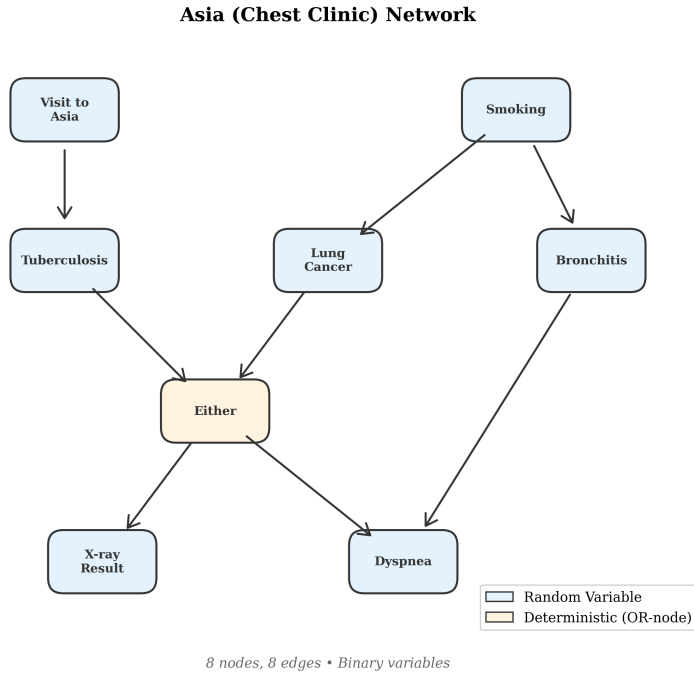 Asia (Chest Clinic) Network
Visit to
Asia
Smoking
Tuberculosis
Lung
Cancer
Bronchitis
Either
X-ray
Result
Dyspnea
Random Variable
Deterministic (OR-node)
8 nodes, 8 edges • Binary variables